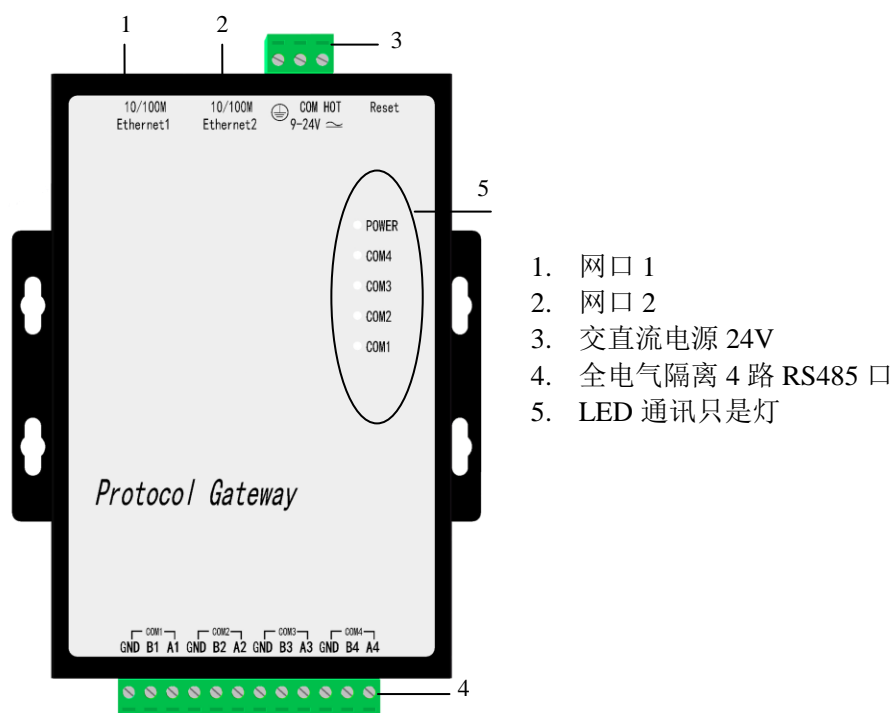 1
2
3
10/100M
Ethernet1
10/100M
Ethernet2
COM HOT
9-24V
Reset
5
POWER
COM4
COM3
COM2
COM1
1. 网口 1
2. 网口 2
3. 交直流电源 24V
4. 全电气隔离 4 路 RS485 口
5. LED 通讯只是灯
Protocol Gateway
COM1 COM2 COM3 COM4
GND B1 A1 GND B2 A2 GND B3 A3 GND B4 A4
4